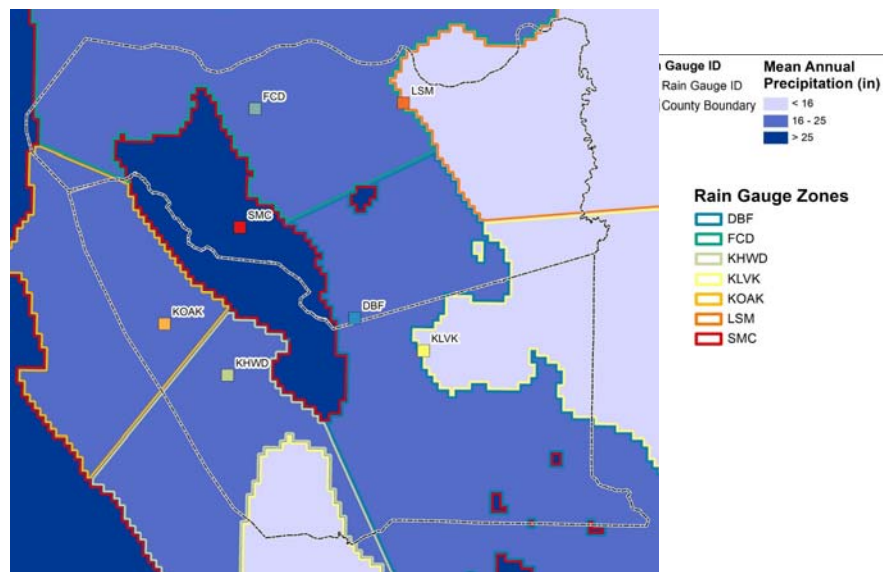 FCD
LSM
SMC
KOAK
DBF
KLVK
KHWD
Gauge ID
Rain Gauge ID
County Boundary
Mean Annual
Precipitation (in)
< 16
16 - 25
> 25
Rain Gauge Zones
DBF
FCD
KHWD
KLVK
KOAK
LSM
SMC